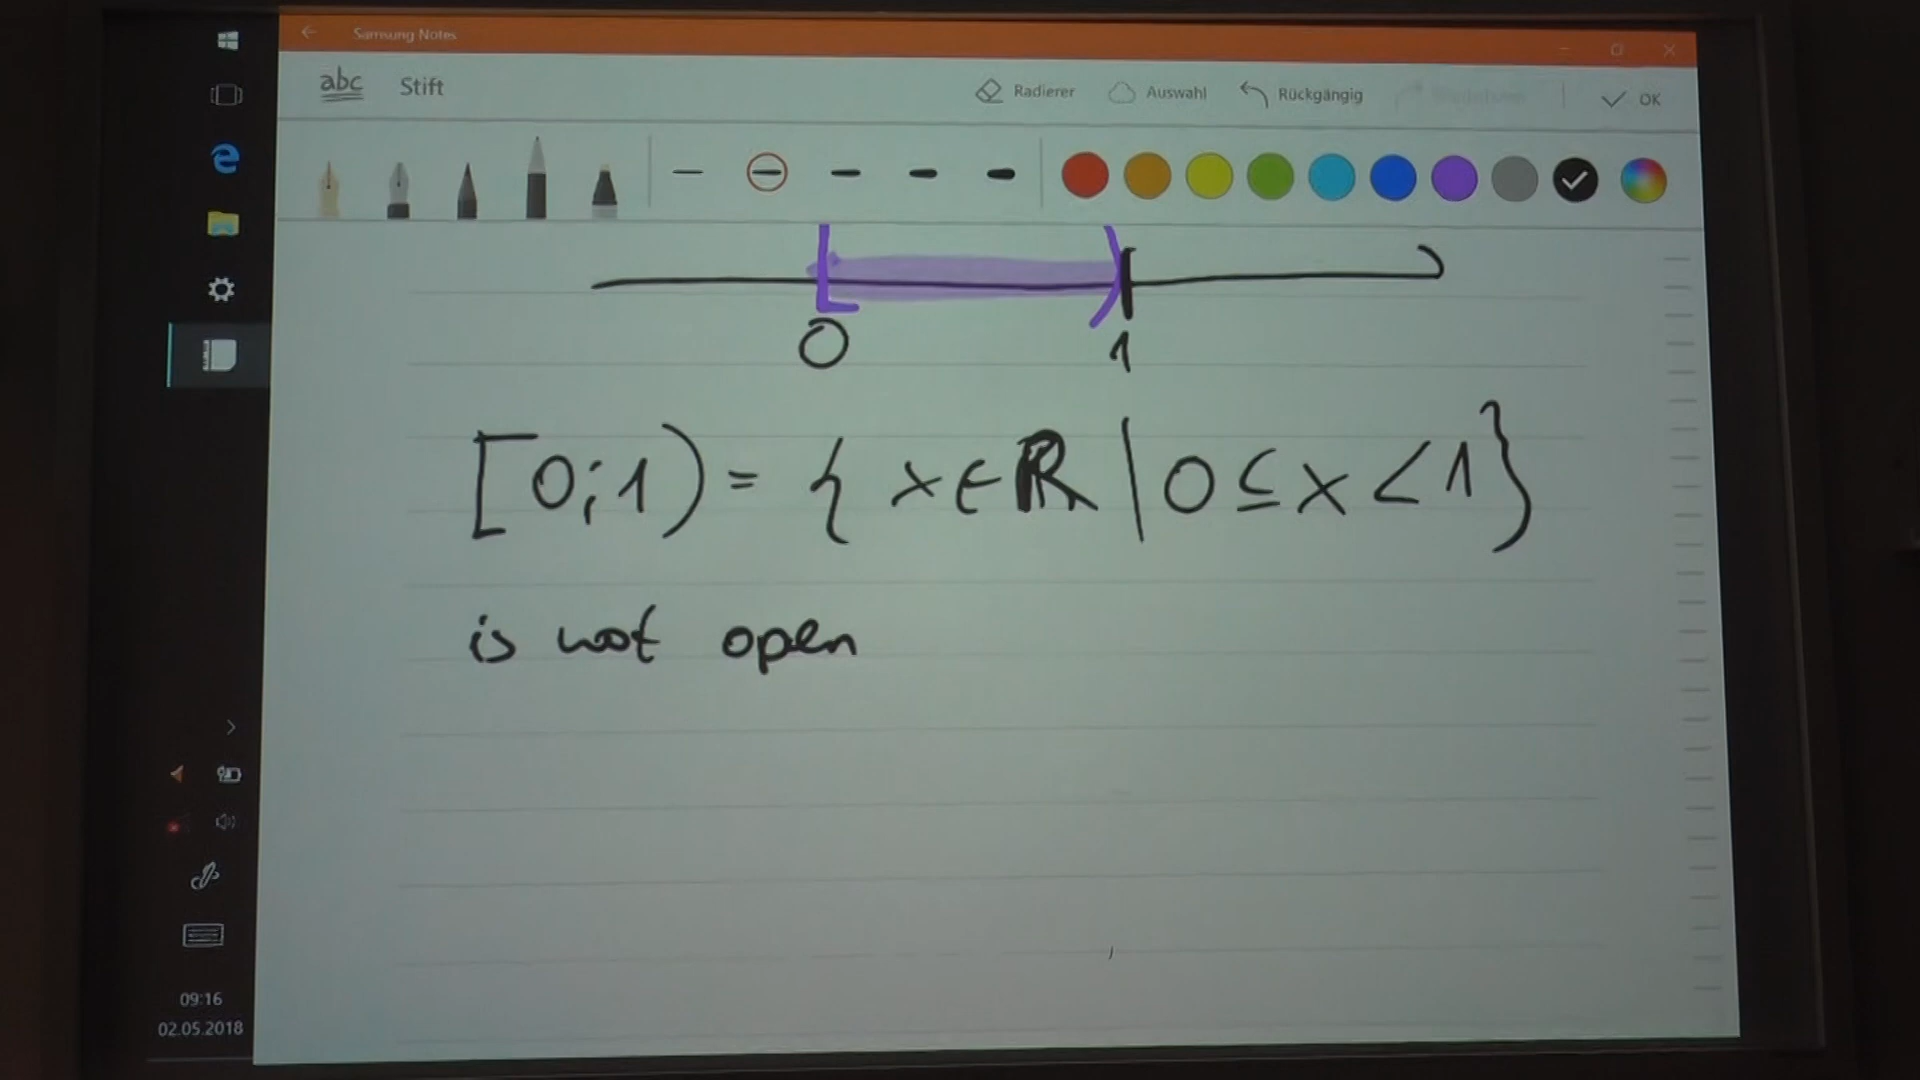 Samsung Notes
abc Stift Radierer Auswahl Rückgängig OK
0 1
[0;1) = { x ∈ ℝ | 0 ≤ x < 1}
is not open
09:16
02.05.2018